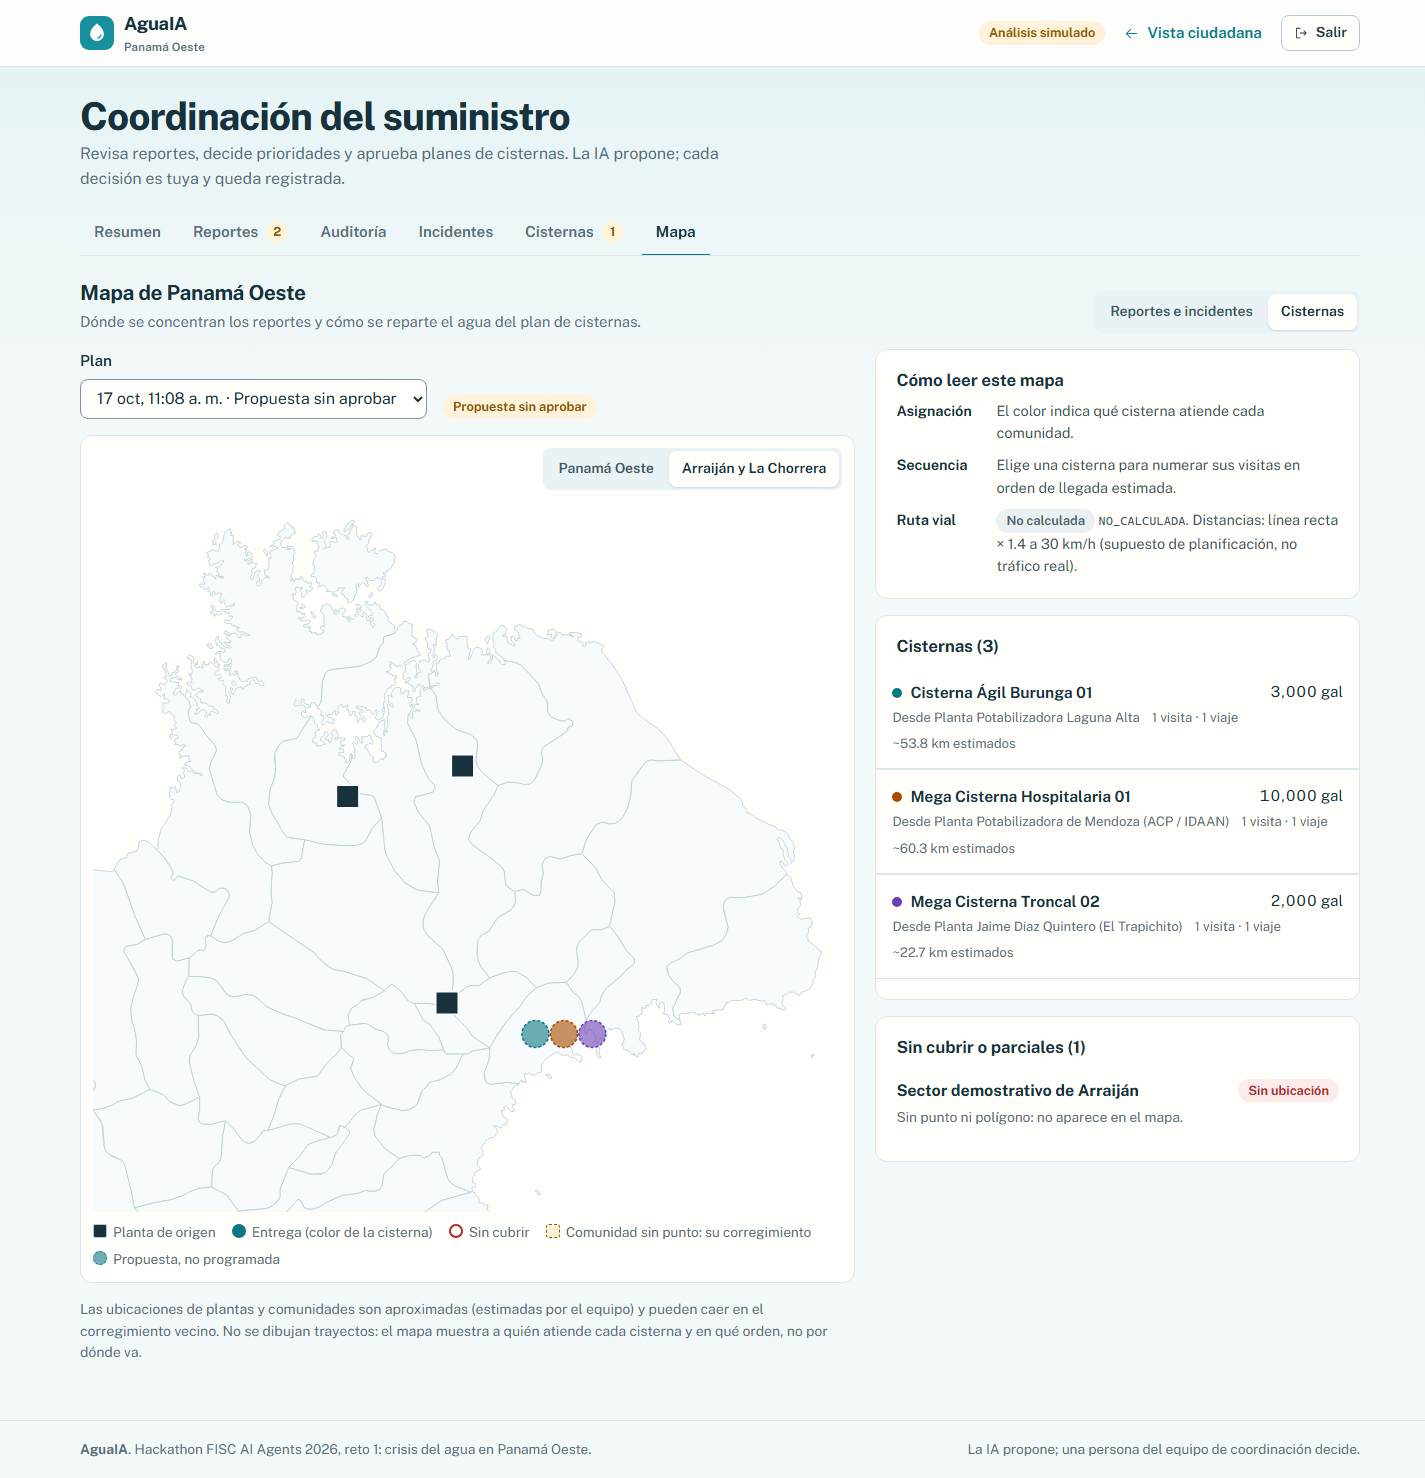 AguaIA
Panamá Oeste
Análisis simulado
← Vista ciudadana
Salir
Coordinación del suministro
Revisa reportes, decide prioridades y aprueba planes de cisternas. La IA propone; cada
decisión es tuya y queda registrada.
Resumen
Reportes 2
Auditoría
Incidentes
Cisternas 1
Mapa
Mapa de Panamá Oeste
Dónde se concentran los reportes y cómo se reparte el agua del plan de cisternas.
Reportes e incidentes
Cisternas
Plan
17 oct, 11:08 a. m. · Propuesta sin aprobar
Propuesta sin aprobar
Panamá Oeste
Arraiján y La Chorrera
Planta de origen
Entrega (color de la cisterna)
Sin cubrir
Comunidad sin punto: su corregimiento
Propuesta, no programada
Las ubicaciones de plantas y comunidades son aproximadas (estimadas por el equipo) y pueden caer en el
corregimiento vecino. No se dibujan trayectos: el mapa muestra a quién atiende cada cisterna y en qué orden, no por
dónde va.
Cómo leer este mapa
Asignación
El color indica qué cisterna atiende cada
comunidad.
Secuencia
Elige una cisterna para numerar sus visitas en
orden de llegada estimada.
Ruta vial
No calculada NO_CALCULADA. Distancias: línea recta
× 1.4 a 30 km/h (supuesto de planificación, no
tráfico real).
Cisternas (3)
Cisterna Ágil Burunga 01
3,000 gal
Desde Planta Potabilizadora Laguna Alta 1 visita · 1 viaje
~53.8 km estimados
Mega Cisterna Hospitalaria 01
10,000 gal
Desde Planta Potabilizadora de Mendoza (ACP / IDAAN) 1 visita · 1 viaje
~60.3 km estimados
Mega Cisterna Troncal 02
2,000 gal
Desde Planta Jaime Díaz Quintero (El Trapichito) 1 visita · 1 viaje
~22.7 km estimados
Sin cubrir o parciales (1)
Sector demostrativo de Arraiján
Sin ubicación
Sin punto ni polígono: no aparece en el mapa.
AguaIA. Hackathon FISC AI Agents 2026, reto 1: crisis del agua en Panamá Oeste.
La IA propone; una persona del equipo de coordinación decide.